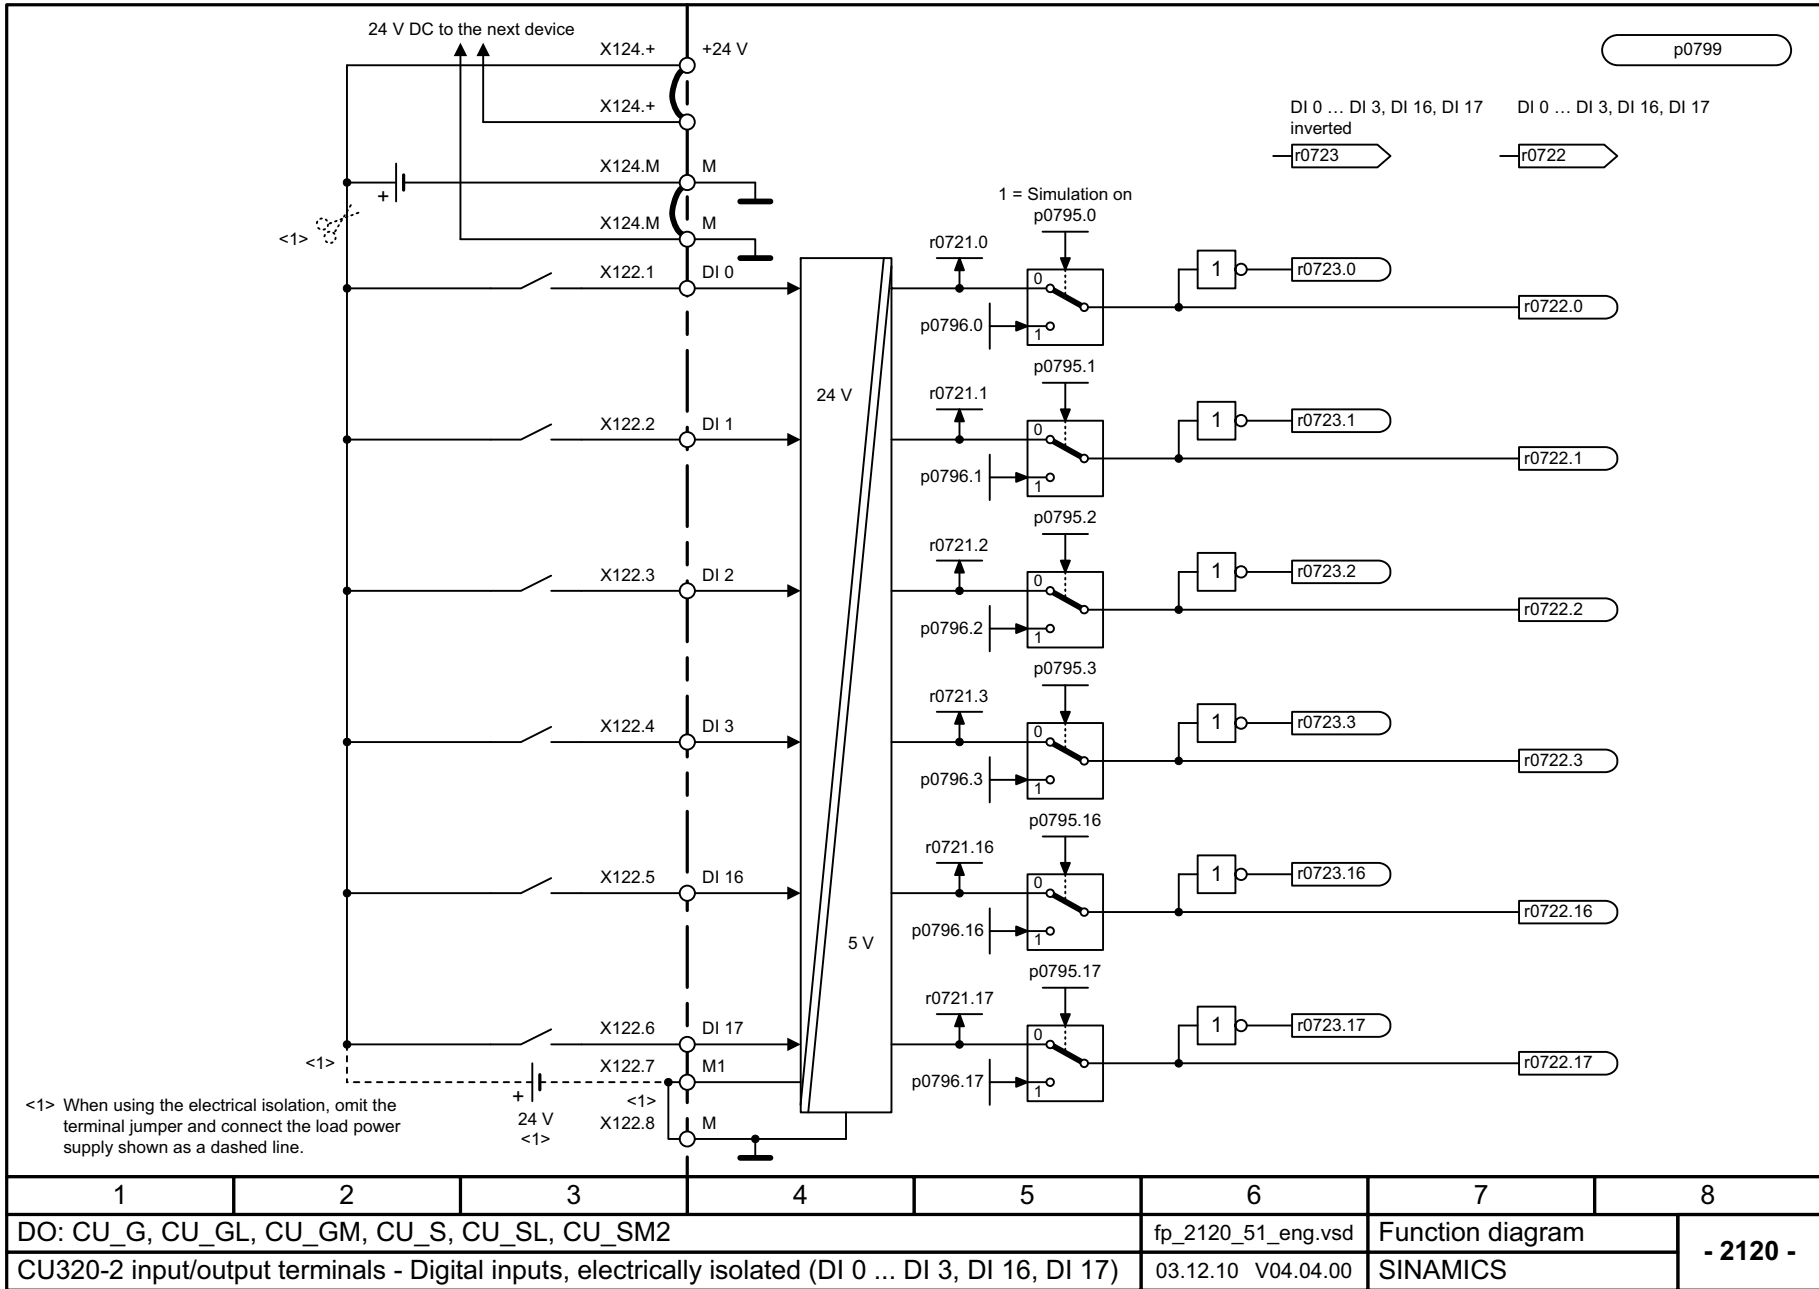 24 V DC to the next device
X124.+
+24 V
p0799
X124.+
DI 0 … DI 3, DI 16, DI 17
inverted
DI 0 … DI 3, DI 16, DI 17
r0723
r0722
X124.M
M
+
<1>
X124.M
M
1 = Simulation on
p0795.0
r0721.0
X122.1
DI 0
0
1
r0723.0
p0796.0
1
r0722.0
p0795.1
24 V
r0721.1
X122.2
DI 1
0
1
r0723.1
p0796.1
1
r0722.1
p0795.2
r0721.2
X122.3
DI 2
0
1
r0723.2
p0796.2
1
r0722.2
p0795.3
r0721.3
X122.4
DI 3
0
1
r0723.3
p0796.3
1
r0722.3
p0795.16
r0721.16
X122.5
DI 16
0
1
r0723.16
p0796.16
1
r0722.16
5 V
p0795.17
r0721.17
X122.6
DI 17
0
1
r0723.17
p0796.17
1
r0722.17
<1>
X122.7
M1
+
24 V
<1>
<1>
X122.8
M
<1> When using the electrical isolation, omit the
terminal jumper and connect the load power
supply shown as a dashed line.
1 2 3 4 5 6 7 8
DO: CU_G, CU_GL, CU_GM, CU_S, CU_SL, CU_SM2
fp_2120_51_eng.vsd
Function diagram
- 2120 -
CU320-2 input/output terminals - Digital inputs, electrically isolated (DI 0 ... DI 3, DI 16, DI 17)
03.12.10 V04.04.00
SINAMICS